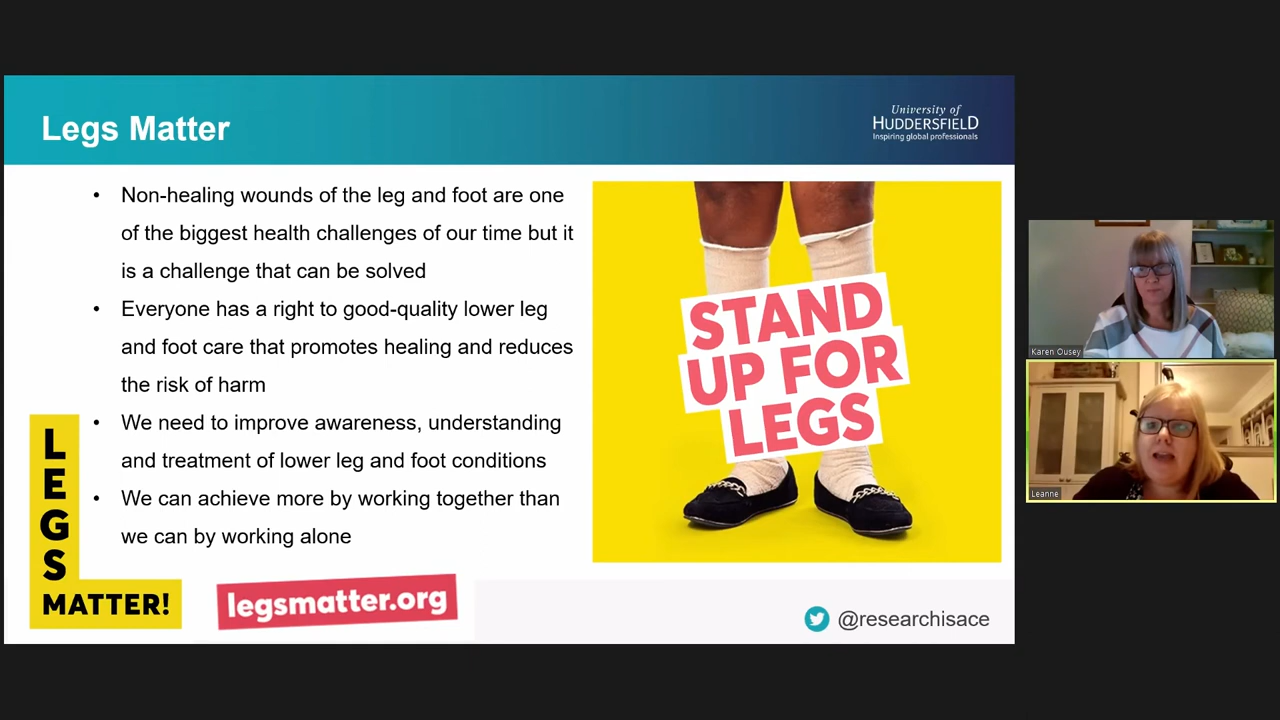 Legs Matter
University of
HUDDERSFIELD
Inspiring global professionals
• Non-healing wounds of the leg and foot are one
of the biggest health challenges of our time but it
is a challenge that can be solved
• Everyone has a right to good-quality lower leg
and foot care that promotes healing and reduces
the risk of harm
• We need to improve awareness, understanding
and treatment of lower leg and foot conditions
• We can achieve more by working together than
we can by working alone
STAND
UP FOR
LEGS
LEGS
MATTER!
legsmatter.org
@researchisace
Karen Ousey
Leanne